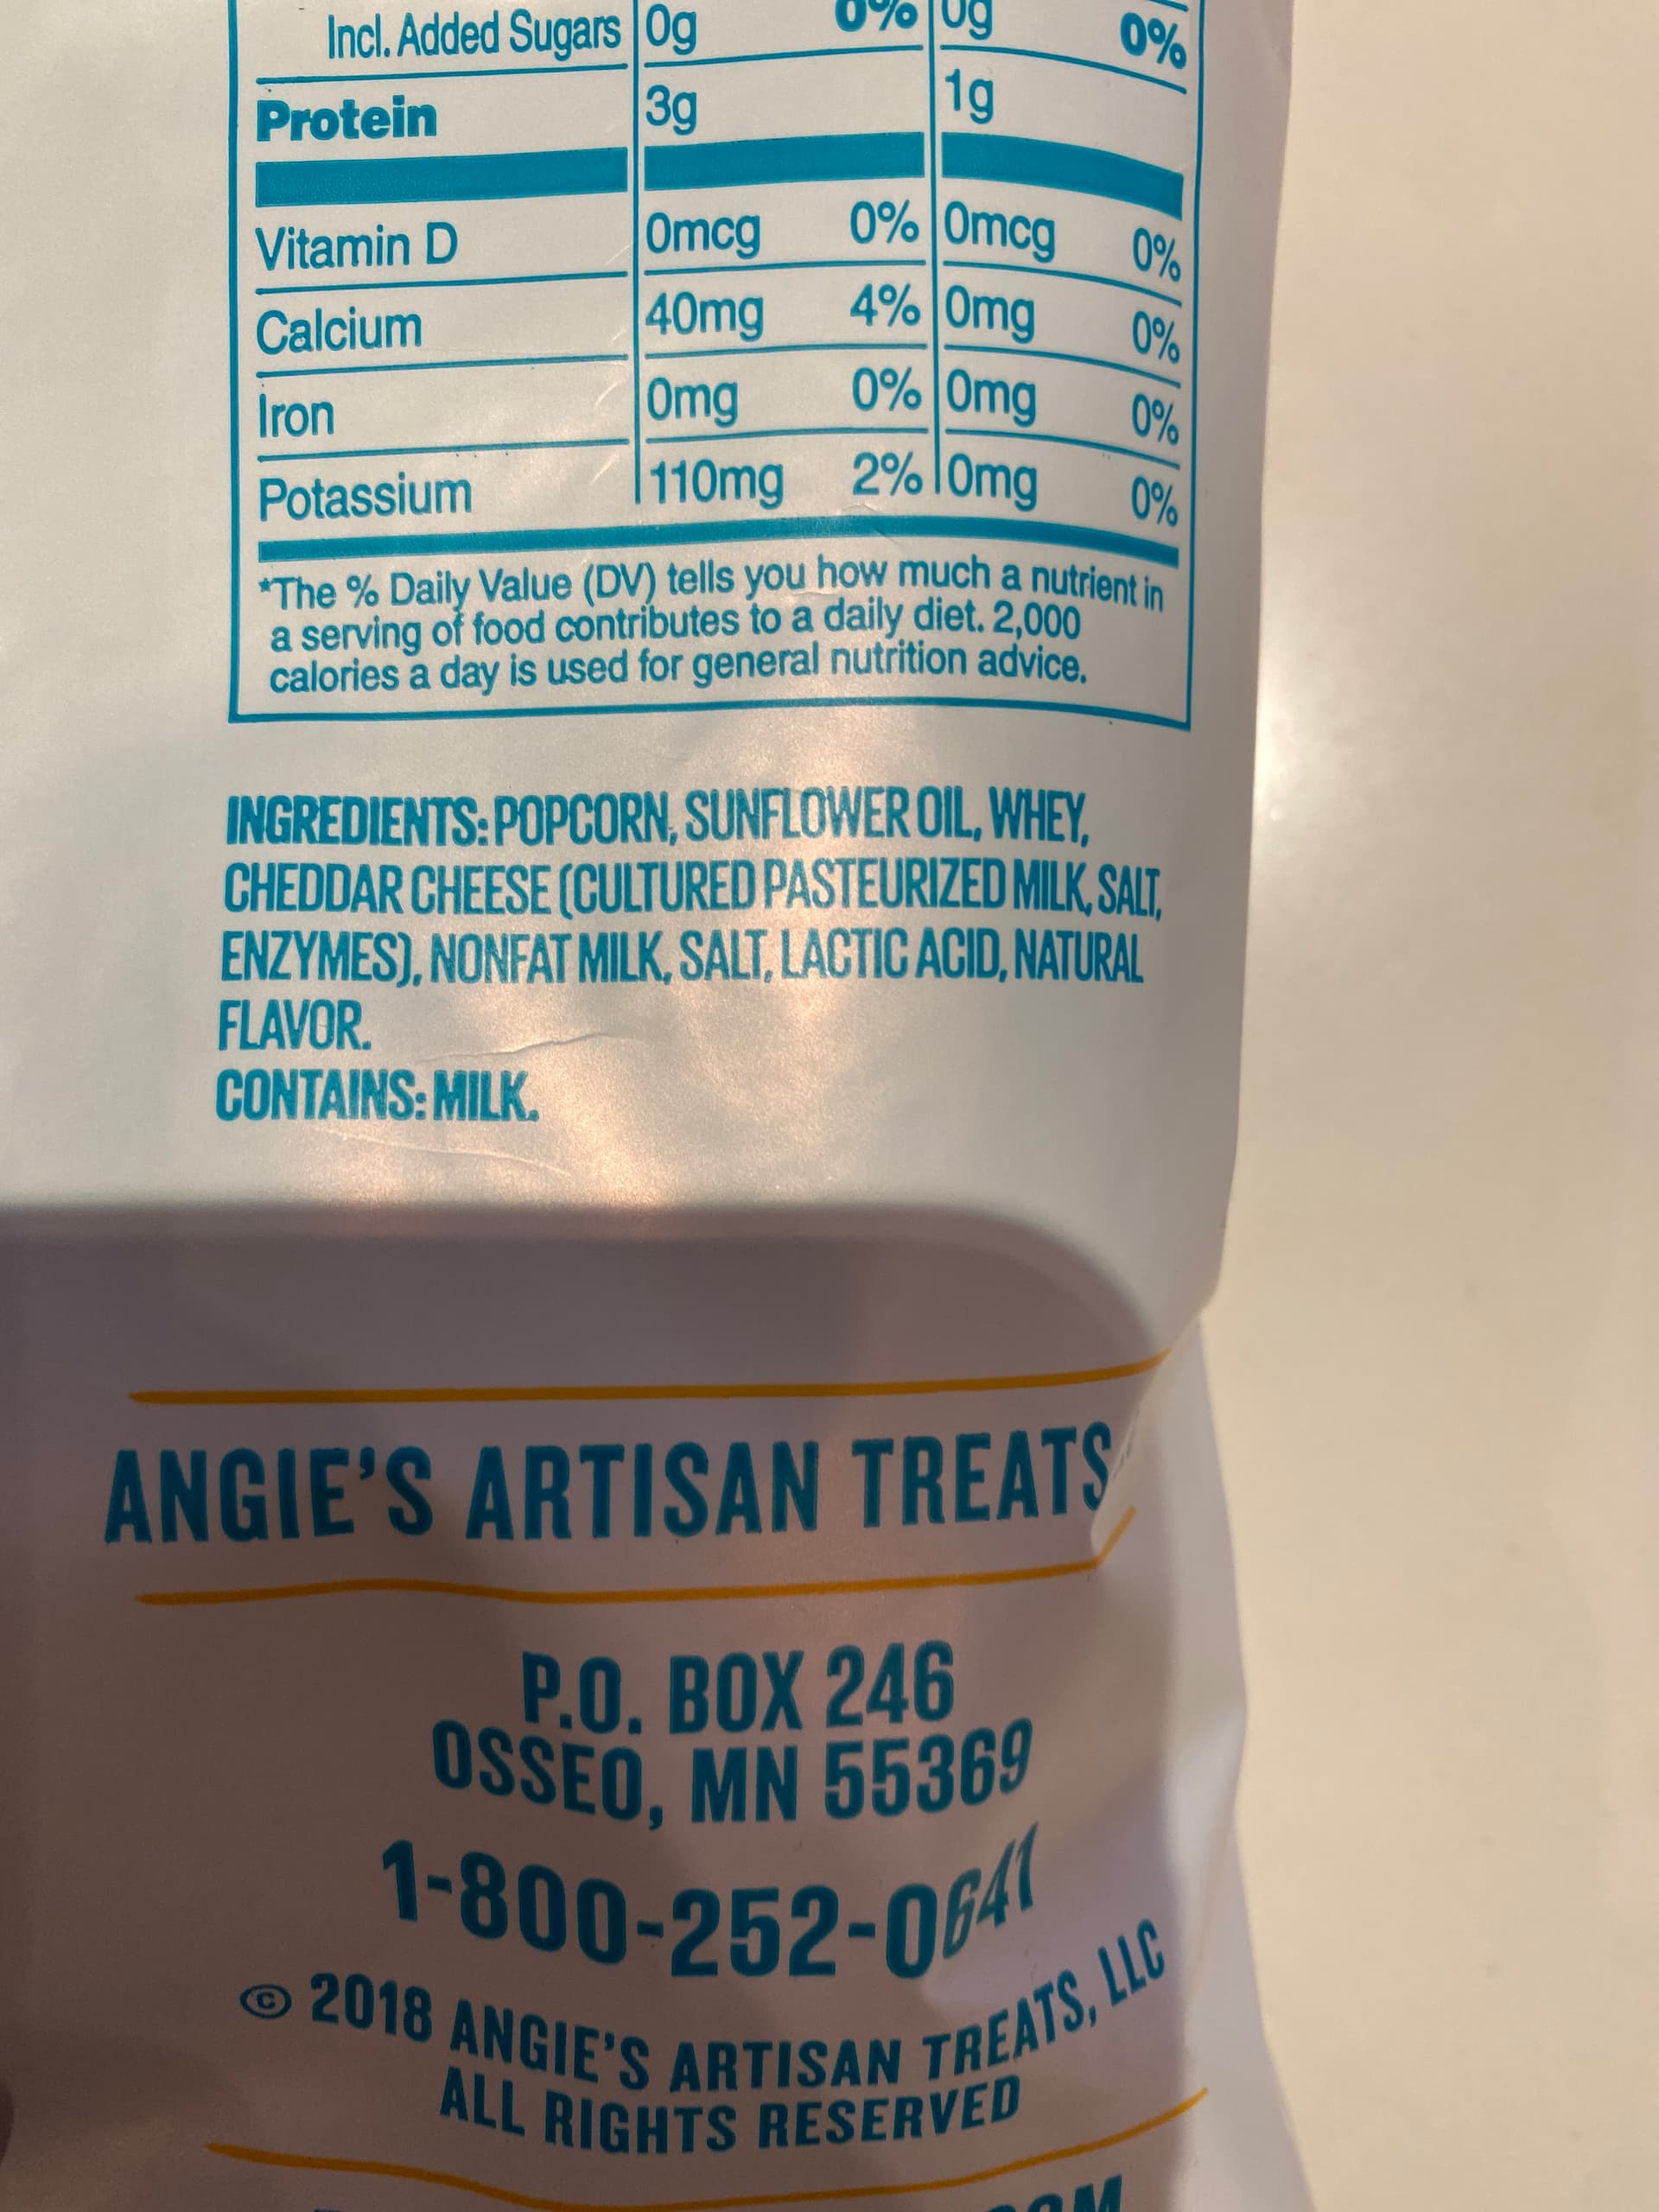 Incl. Added Sugars 0g 0% 0g 0%
Protein 3g 1g
Vitamin D 0mcg 0% 0mcg 0%
Calcium 40mg 4% 0mg 0%
Iron 0mg 0% 0mg 0%
Potassium 110mg 2% 0mg 0%
*The % Daily Value (DV) tells you how much a nutrient in
a serving of food contributes to a daily diet. 2,000
calories a day is used for general nutrition advice.
INGREDIENTS: POPCORN, SUNFLOWER OIL, WHEY,
CHEDDAR CHEESE (CULTURED PASTEURIZED MILK, SALT,
ENZYMES), NONFAT MILK, SALT, LACTIC ACID, NATURAL
FLAVOR.
CONTAINS: MILK.
ANGIE'S ARTISAN TREATS
P.O. BOX 246
OSSEO, MN 55369
1-800-252-0641
© 2018 ANGIE'S ARTISAN TREATS, LLC
ALL RIGHTS RESERVED